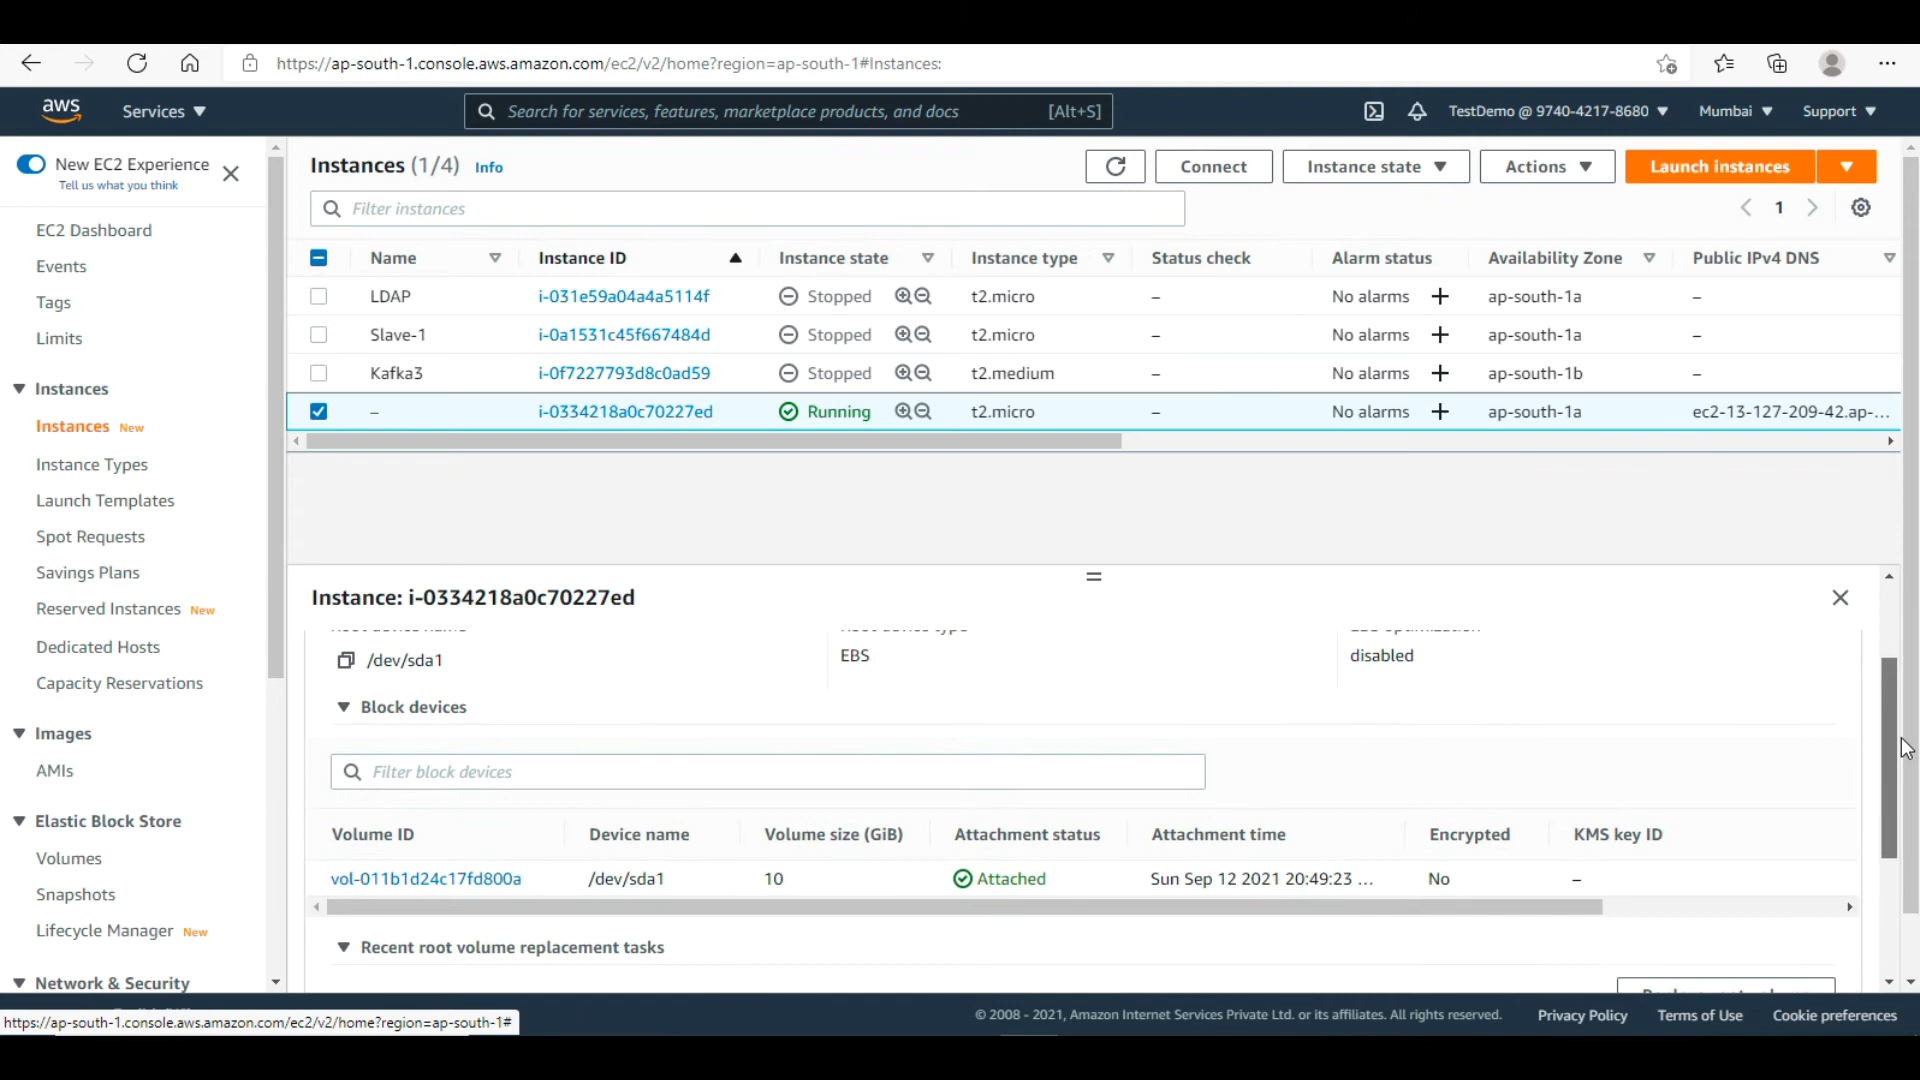 https://ap-south-1.console.aws.amazon.com/ec2/v2/home?region=ap-south-1#Instances:
aws
Services
Search for services, features, marketplace products, and docs
[Alt+S]
TestDemo @ 9740-4217-8680
Mumbai
Support
New EC2 Experience
Tell us what you think
EC2 Dashboard
Events
Tags
Limits
Instances
Instances New
Instance Types
Launch Templates
Spot Requests
Savings Plans
Reserved Instances New
Dedicated Hosts
Capacity Reservations
Images
AMIs
Elastic Block Store
Volumes
Snapshots
Lifecycle Manager New
Network & Security
Instances (1/4) Info
Connect
Instance state
Actions
Launch instances
Filter instances
1
Name Instance ID Instance state Instance type Status check Alarm status Availability Zone Public IPv4 DNS
LDAP i-031e59a04a4a5114f Stopped t2.micro – No alarms + ap-south-1a –
Slave-1 i-0a1531c45f667484d Stopped t2.micro – No alarms + ap-south-1a –
Kafka3 i-0f7227793d8c0ad59 Stopped t2.medium – No alarms + ap-south-1b –
– i-0334218a0c70227ed Running t2.micro – No alarms + ap-south-1a ec2-13-127-209-42.ap-...
Instance: i-0334218a0c70227ed
/dev/sda1
EBS
disabled
Block devices
Filter block devices
Volume ID Device name Volume size (GiB) Attachment status Attachment time Encrypted KMS key ID
vol-011b1d24c17fd800a /dev/sda1 10 Attached Sun Sep 12 2021 20:49:23 ... No –
Recent root volume replacement tasks
https://ap-south-1.console.aws.amazon.com/ec2/v2/home?region=ap-south-1#
© 2008 - 2021, Amazon Internet Services Private Ltd. or its affiliates. All rights reserved.
Privacy Policy
Terms of Use
Cookie preferences